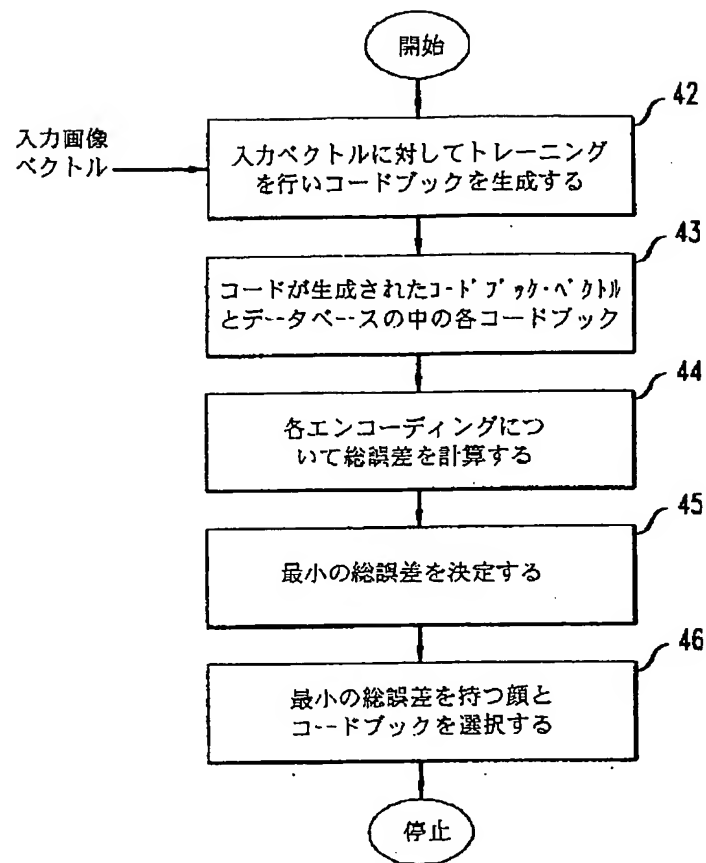 開始
42
入力画像
ベクトル
入力ベクトルに対してトレーニング
を行いコードブックを生成する
43
コードが生成されたｺｰﾄﾞﾌﾞｯｸ･ﾍﾞｸﾄﾙ
とデータベースの中の各コードブック
44
各エンコーディングにつ
いて総誤差を計算する
45
最小の総誤差を決定する
46
最小の総誤差を持つ顔と
コードブックを選択する
停止